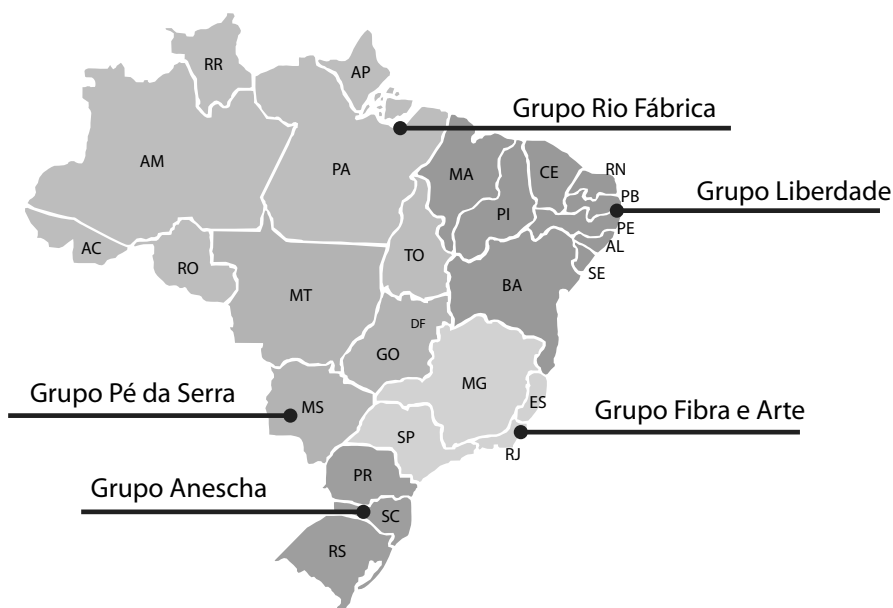 RR
AP
Grupo Rio Fábrica
AM
PA
MA
CE
RN
PB
Grupo Liberdade
PI
PE
AC
TO
AL
RO
SE
MT
BA
DF
GO
MG
Grupo Pé da Serra
MS
ES
Grupo Fibra e Arte
SP
RJ
PR
Grupo Anescha
SC
RS